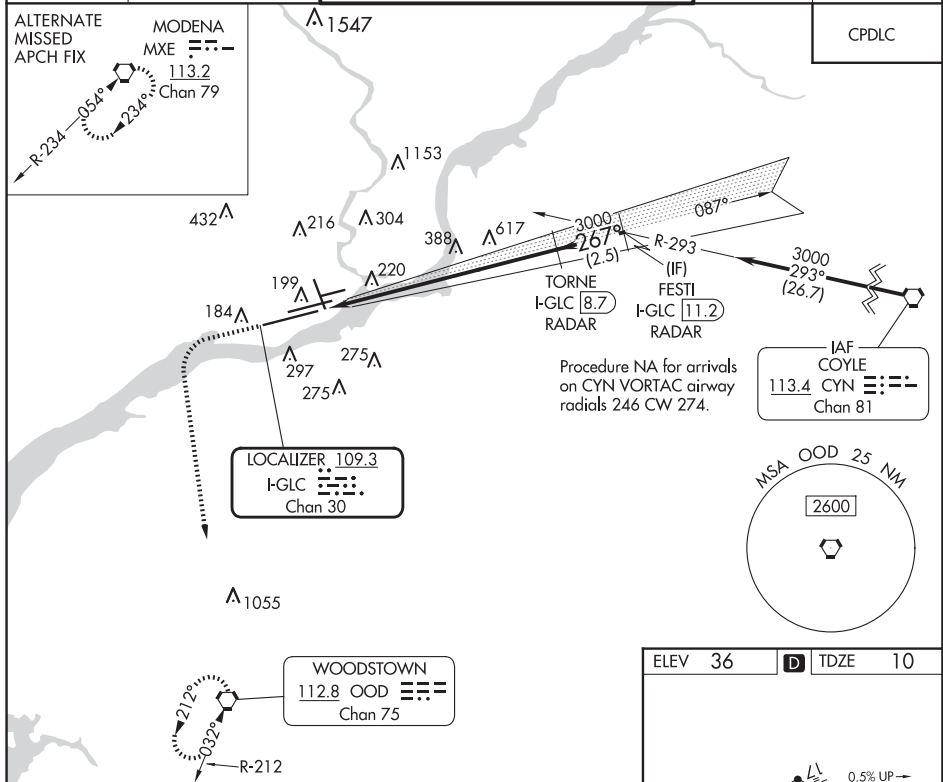 ALTERNATE
MISSED
APCH FIX
MODENA
MXE
113.2
Chan 79
R-234
054°
234°
1547
CPDLC
1153
432
216
304
388
617
220
199
184
297
275
275
3000
267°
(2.5)
087°
TORNE
I-GLC 8.7
RADAR
(IF)
FESTI
I-GLC 11.2
RADAR
R-293
3000
293°
(26.7)
Procedure NA for arrivals
on CYN VORTAC airway
radials 246 CW 274.
IAF
COYLE
113.4 CYN
Chan 81
LOCALIZER 109.3
I-GLC
Chan 30
MSA OOD 25 NM
2600
1055
WOODSTOWN
112.8 OOD
Chan 75
212°
032°
R-212
ELEV 36 D TDZE 10
17
0.5% UP